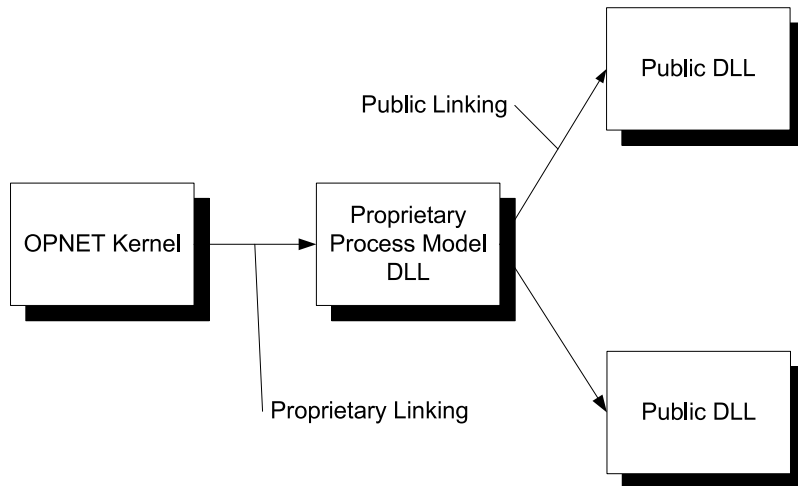 Public DLL
Public Linking
OPNET Kernel
Proprietary
Process Model
DLL
Proprietary Linking
Public DLL